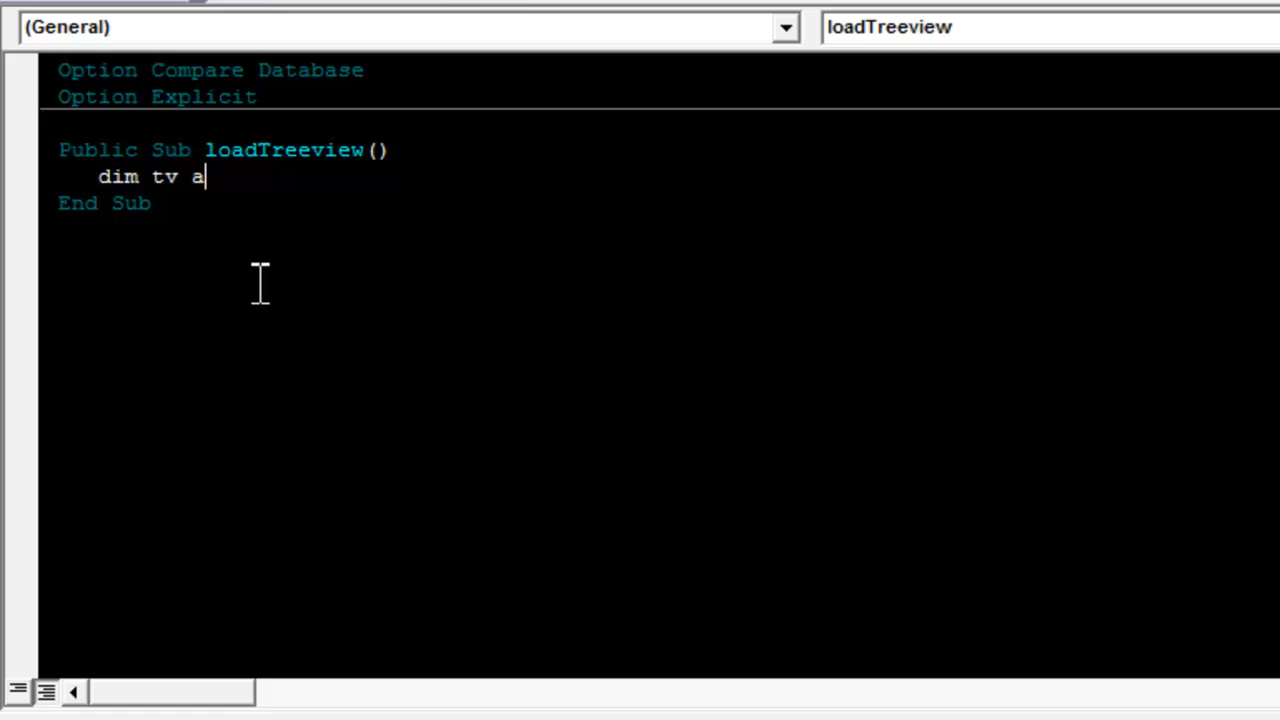 (General)
loadTreeview
Option Compare Database
Option Explicit
Public Sub loadTreeview()
dim tv a
End Sub